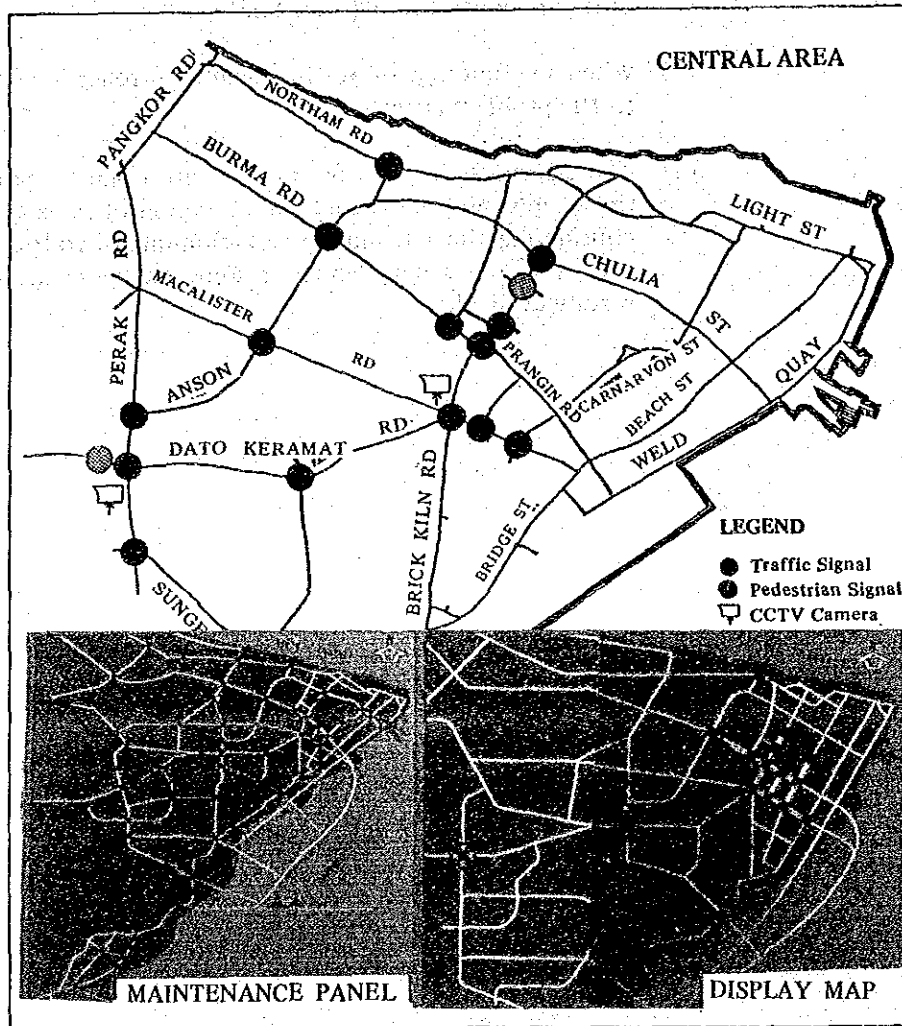 CENTRAL AREA
PANGKOR RD
NORTHAM RD
BURMA RD
LIGHT ST
PERAK RD
MACALISTER
RD
CHULIA
ST
ANSON
PRANGIN RD
CARNARVON ST
BEACH ST
QUAY
WELD
DATO KERAMAT
RD
BRICK KILN RD
BRIDGE ST
SUNGE
LEGEND
Traffic Signal
Pedestrian Signal
CCTV Camera
MAINTENANCE PANEL
DISPLAY MAP